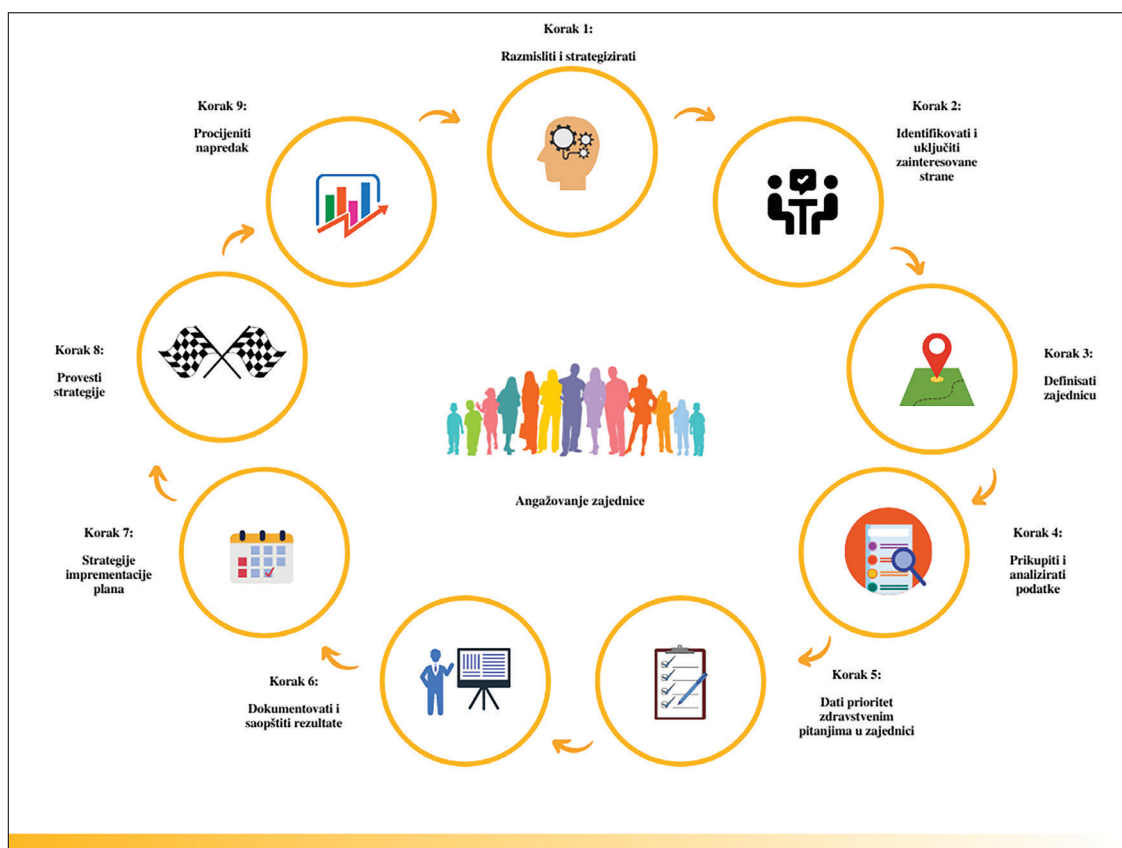 Korak 1:
Razmisliti i strategizirati
Korak 2:
Identifikovati i
uključiti
zainteresovane
strane
Korak 3:
Definisati
zajednicu
Korak 4:
Prikupiti i
analizirati
podatke
Korak 5:
Dati prioritet
zdravstvenim
pitanjima u zajednici
Korak 6:
Dokumentovati i
saopštiti rezultate
Korak 7:
Strategije
imprementacije
plana
Korak 8:
Provesti
strategije
Korak 9:
Procijeniti
napredak
Angažovanje zajednice